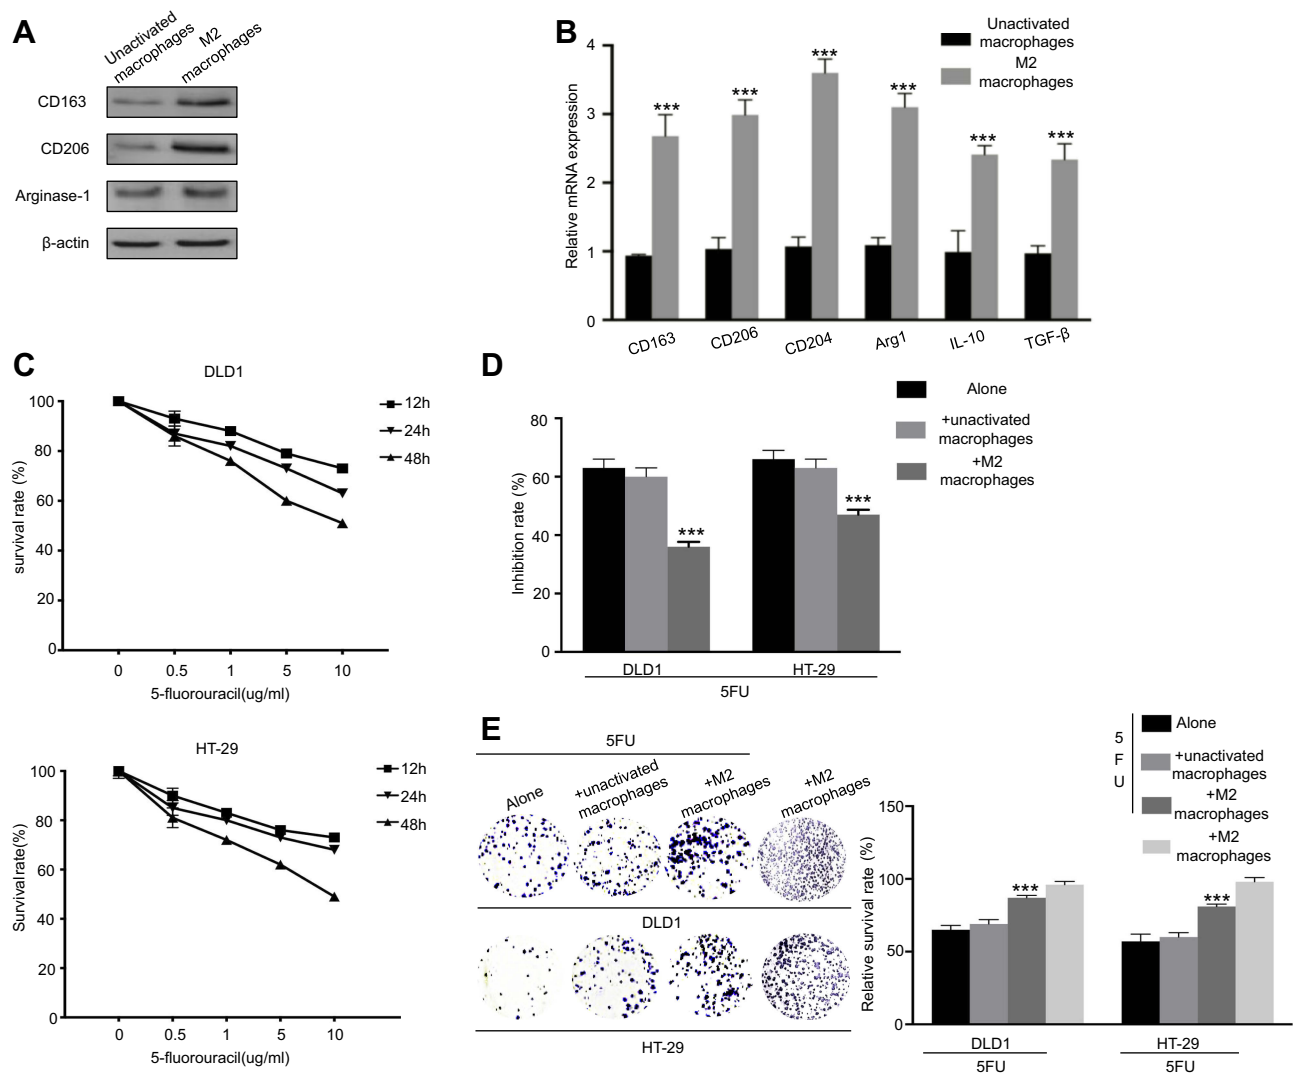 A
Unactivated
macrophages
M2
macrophages
CD163
CD206
Arginase-1
β-actin
B
Unactivated
macrophages
M2
macrophages
Relative mRNA expression
4
3
2
1
0
***
***
***
***
***
***
CD163
CD206
CD204
Arg1
IL-10
TGF-β
C
DLD1
survival rate (%)
100
80
60
40
20
0
12h
24h
48h
0
0.5
1
5
10
5-fluorouracil(ug/ml)
HT-29
Survivalrate(%)
100
80
60
40
20
0
12h
24h
48h
0
0.5
1
5
10
5-fluorouracil(ug/ml)
D
Alone
+unactivated
macrophages
+M2
macrophages
Inhibition rate (%)
80
60
40
20
0
***
***
DLD1
HT-29
5FU
E
5FU
Alone
+unactivated
macrophages
+M2
macrophages
+M2
macrophages
DLD1
HT-29
5
F
U
Alone
+unactivated
macrophages
+M2
macrophages
+M2
macrophages
Relative survival rate (%)
150
100
50
0
***
***
DLD1
5FU
HT-29
5FU